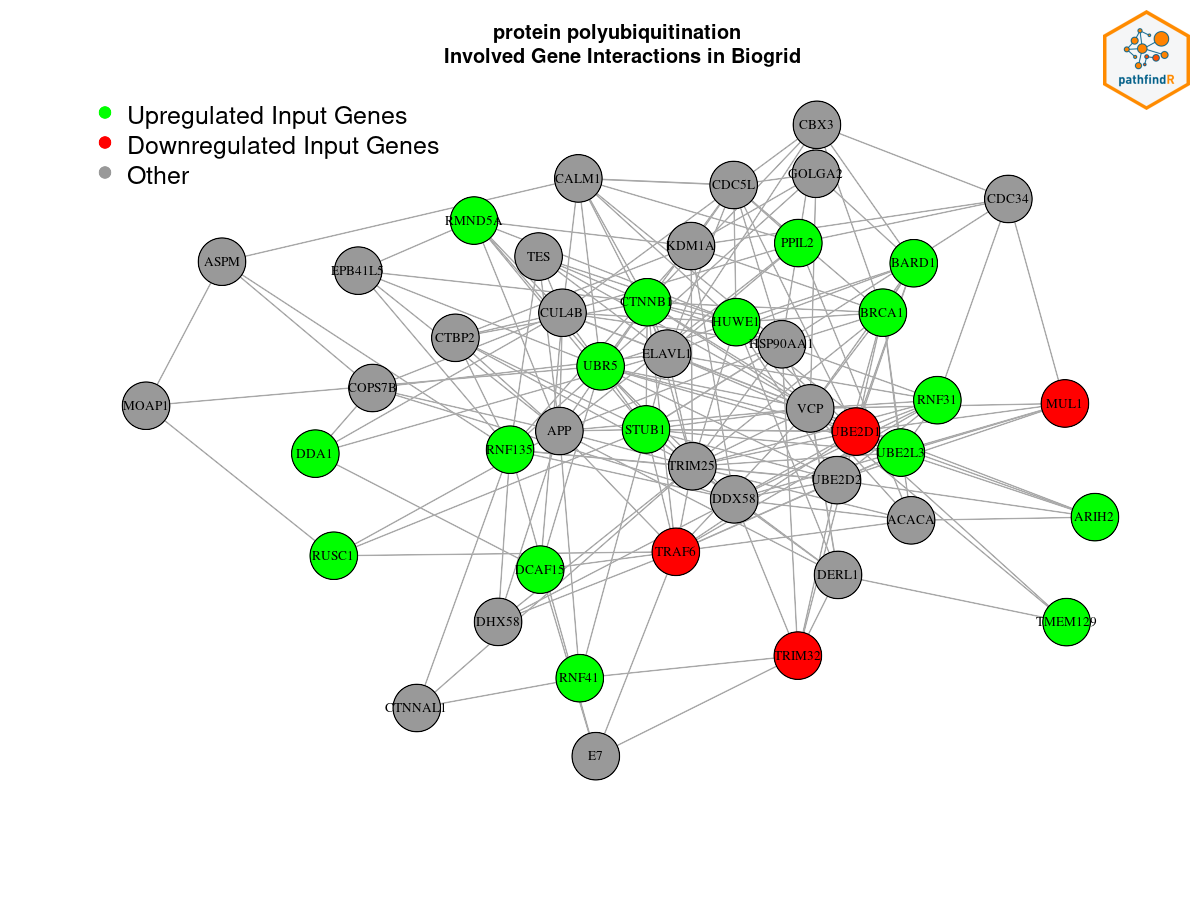 protein polyubiquitination
Involved Gene Interactions in Biogrid
pathfindR
Upregulated Input Genes
Downregulated Input Genes
Other
CBX3
CALM1
GOLGA2
CDC5L
CDC34
RMND5A
KDM1A
PPIL2
TES
ASPM
EPB41L5
BARD1
CTNNB1
CUL4B
HUWE1
BRCA1
CTBP2
ELAVL1
HSP90AA1
UBR5
COPS7B
MOAP1
RNF31
MUL1
VCP
APP
STUB1
UBE2D1
DDA1
RNF135
UBE2L3
TRIM25
UBE2D2
DDX58
ACACA
ARIH2
RUSC1
TRAF6
DCAF15
DERL1
DHX58
TMEM129
TRIM32
RNF41
CTNNAL1
E7